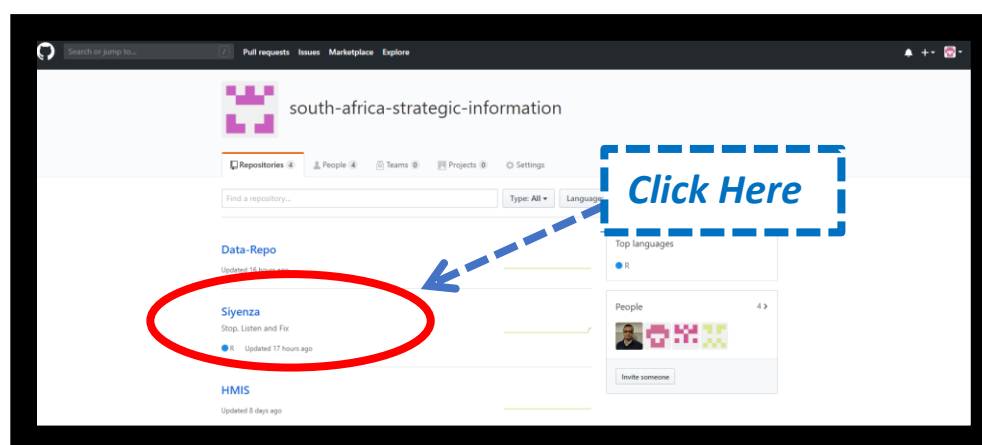 Search or jump to...
/
Pull requests Issues Marketplace Explore
south-africa-strategic-information
Repositories 4 People 4 Teams 0 Projects 0 Settings
Find a repository...
Type: All Language:
Click Here
Data-Repo
Updated 16 hours ago
Top languages
R
Siyenza
Stop, Listen and Fix
R Updated 17 hours ago
People 4
Invite someone
HMIS
Updated 8 days ago